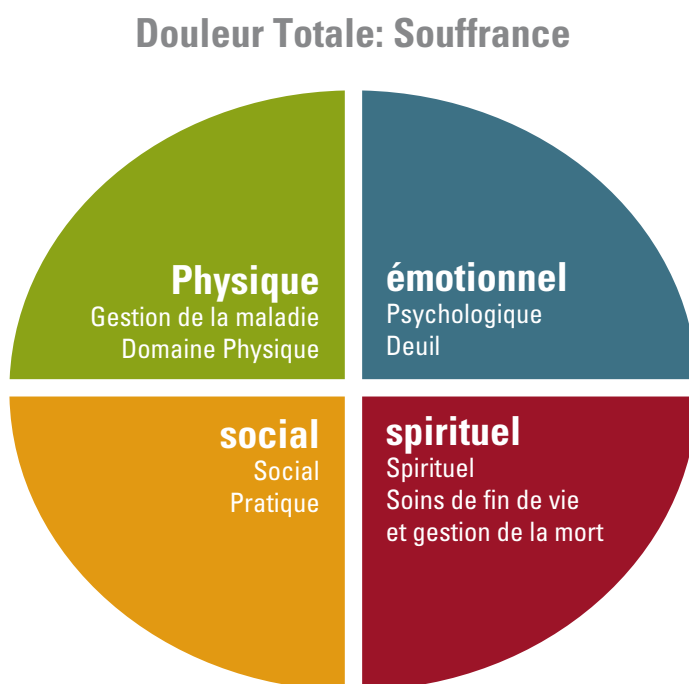 Douleur Totale: Souffrance
Physique
Gestion de la maladie
Domaine Physique
émotionnel
Psychologique
Deuil
social
Social
Pratique
spirituel
Spirituel
Soins de fin de vie
et gestion de la mort